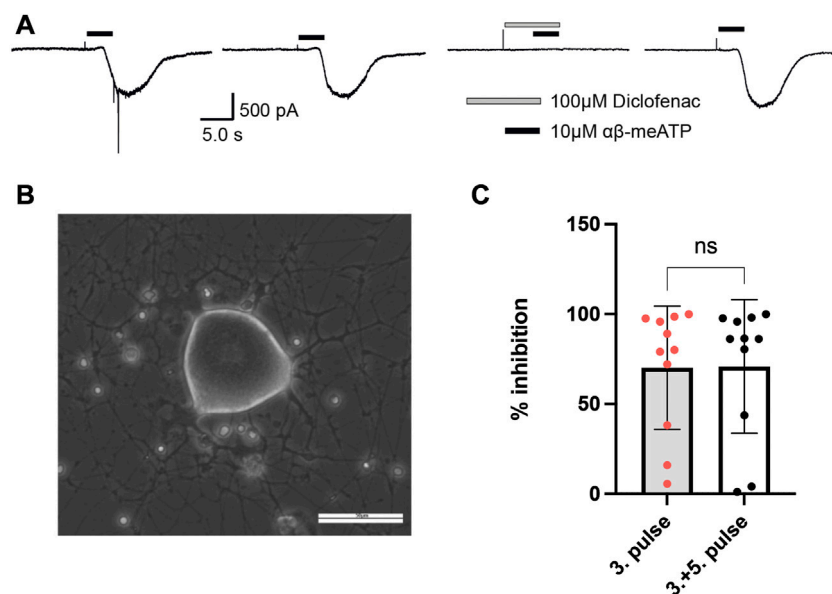 A
500 pA
5.0 s
100µM Diclofenac
10µM αβ-meATP
B
C
ns
150
100
50
0
% inhibition
3. pulse
3.+5. pulse